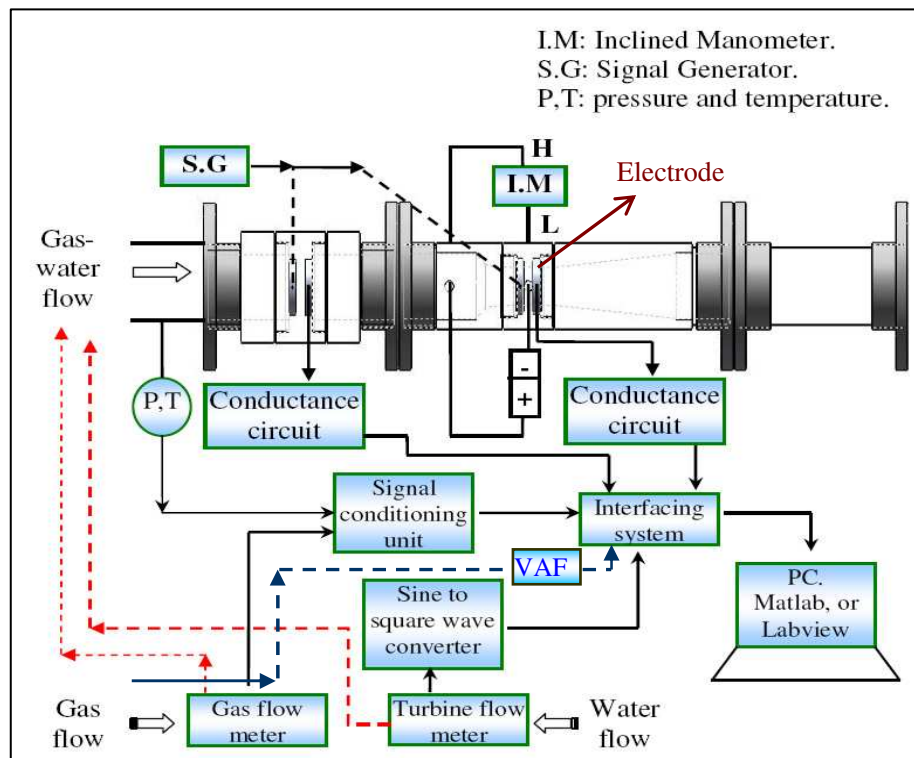 I.M: Inclined Manometer.
S.G: Signal Generator.
P,T: pressure and temperature.
S.G
H
I.M
L
Electrode
Gas-
water
flow
P,T
Conductance
circuit
-
+
Conductance
circuit
Signal
conditioning
unit
Interfacing
system
VAF
Sine to
square wave
converter
PC.
Matlab, or
Labview
Gas
flow
Gas flow
meter
Turbine flow
meter
Water
flow